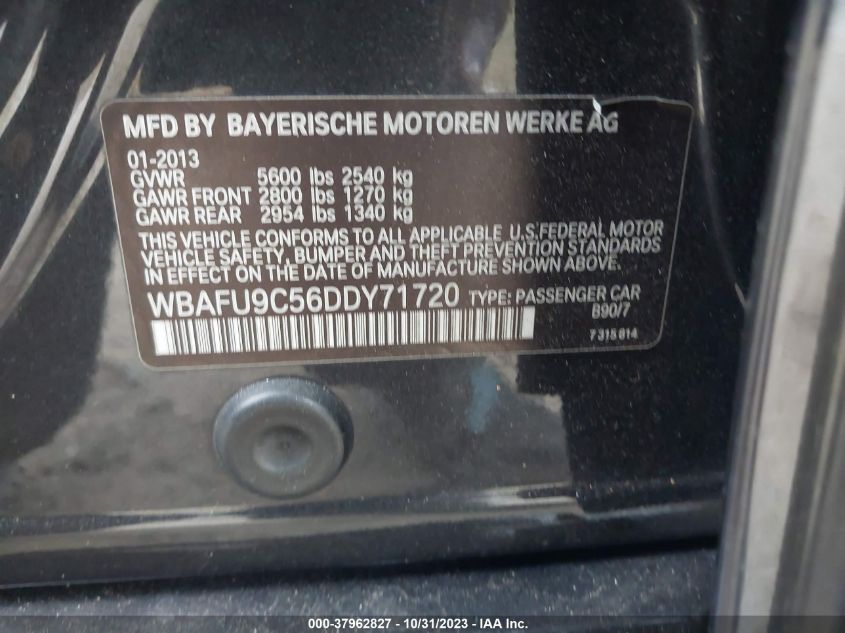 MFD BY BAYERISCHE MOTOREN WERKE AG
01-2013
GVWR 5600 lbs 2540 kg
GAWR FRONT 2800 lbs 1270 kg
GAWR REAR 2954 lbs 1340 kg
THIS VEHICLE CONFORMS TO ALL APPLICABLE U.S.FEDERAL MOTOR
VEHICLE SAFETY, BUMPER AND THEFT PREVENTION STANDARDS
IN EFFECT ON THE DATE OF MANUFACTURE SHOWN ABOVE.
WBAFU9C56DDY71720 TYPE: PASSENGER CAR
B90/7
7 315 814
000-37962827 - 10/31/2023 - IAA Inc.